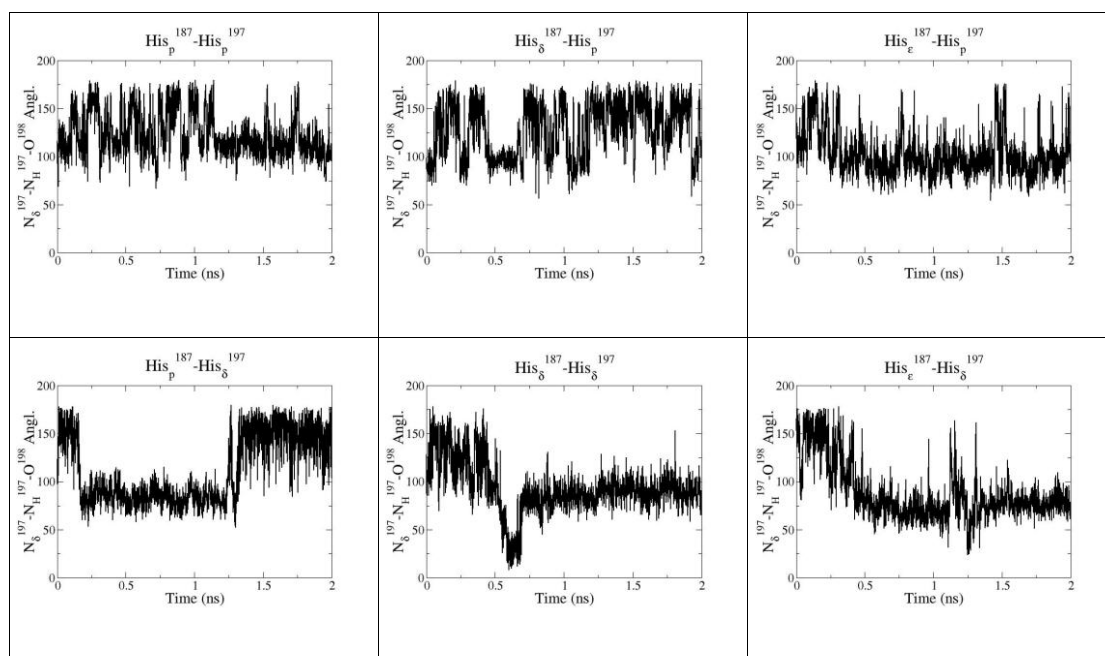 His_p^187-His_p^197
N_δ^197-N_H^197-O^198 Angl.
200
150
100
50
0
0 0.5 1 1.5 2
Time (ns)
His_δ^187-His_p^197
N_δ^197-N_H^197-O^198 Angl.
200
150
100
50
0
0 0.5 1 1.5 2
Time (ns)
His_ε^187-His_p^197
N_δ^197-N_H^197-O^198 Angl.
200
150
100
50
0
0 0.5 1 1.5 2
Time (ns)
His_p^187-His_δ^197
N_δ^197-N_H^197-O^198 Angl.
200
150
100
50
0
0 0.5 1 1.5 2
Time (ns)
His_δ^187-His_δ^197
N_δ^197-N_H^197-O^198 Angl.
200
150
100
50
0
0 0.5 1 1.5 2
Time (ns)
His_ε^187-His_δ^197
N_δ^197-N_H^197-O^198 Angl.
200
150
100
50
0
0 0.5 1 1.5 2
Time (ns)